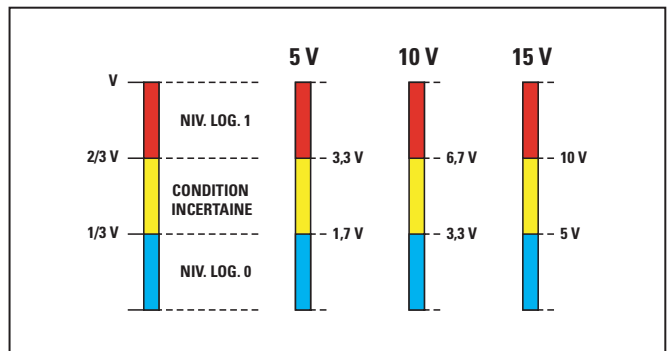 5 V 10 V 15 V
V
NIV. LOG. 1
2/3 V 3,3 V 6,7 V 10 V
CONDITION
INCERTAINE
1/3 V 1,7 V 3,3 V 5 V
NIV. LOG. 0